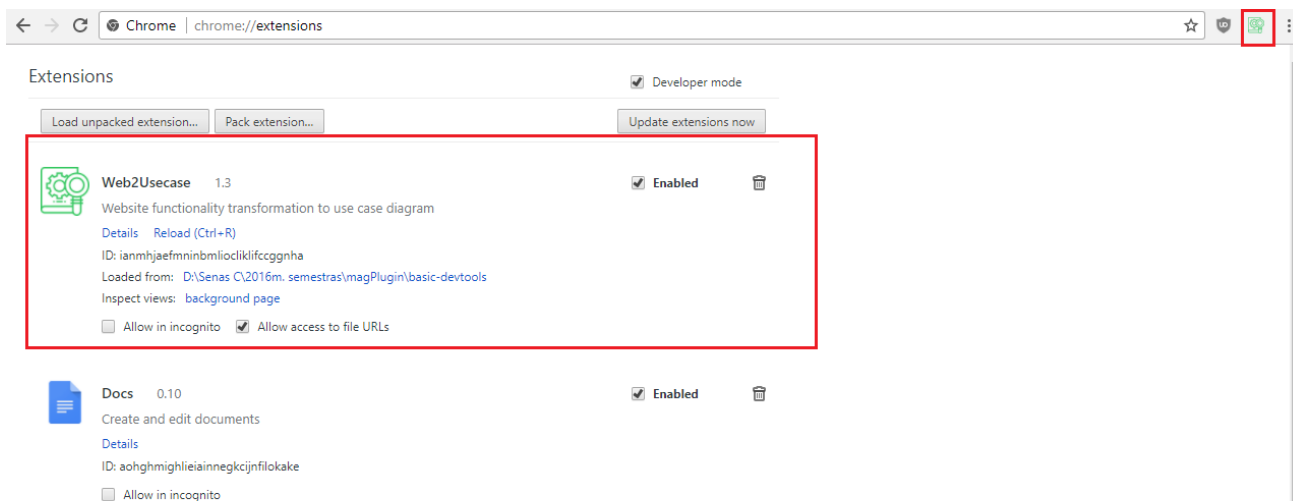 Chrome chrome://extensions
Extensions
Developer mode
Load unpacked extension... Pack extension... Update extensions now
Web2Usecase 1.3 Enabled
Website functionality transformation to use case diagram
Details Reload (Ctrl+R)
ID: ianmhjaefmninbmliocliklifccggnha
Loaded from: D:\Senas C\2016m. semestras\magPlugin\basic-devtools
Inspect views: background page
Allow in incognito Allow access to file URLs
Docs 0.10 Enabled
Create and edit documents
Details
ID: aohghmighlieiainnegkcijnfilokake
Allow in incognito